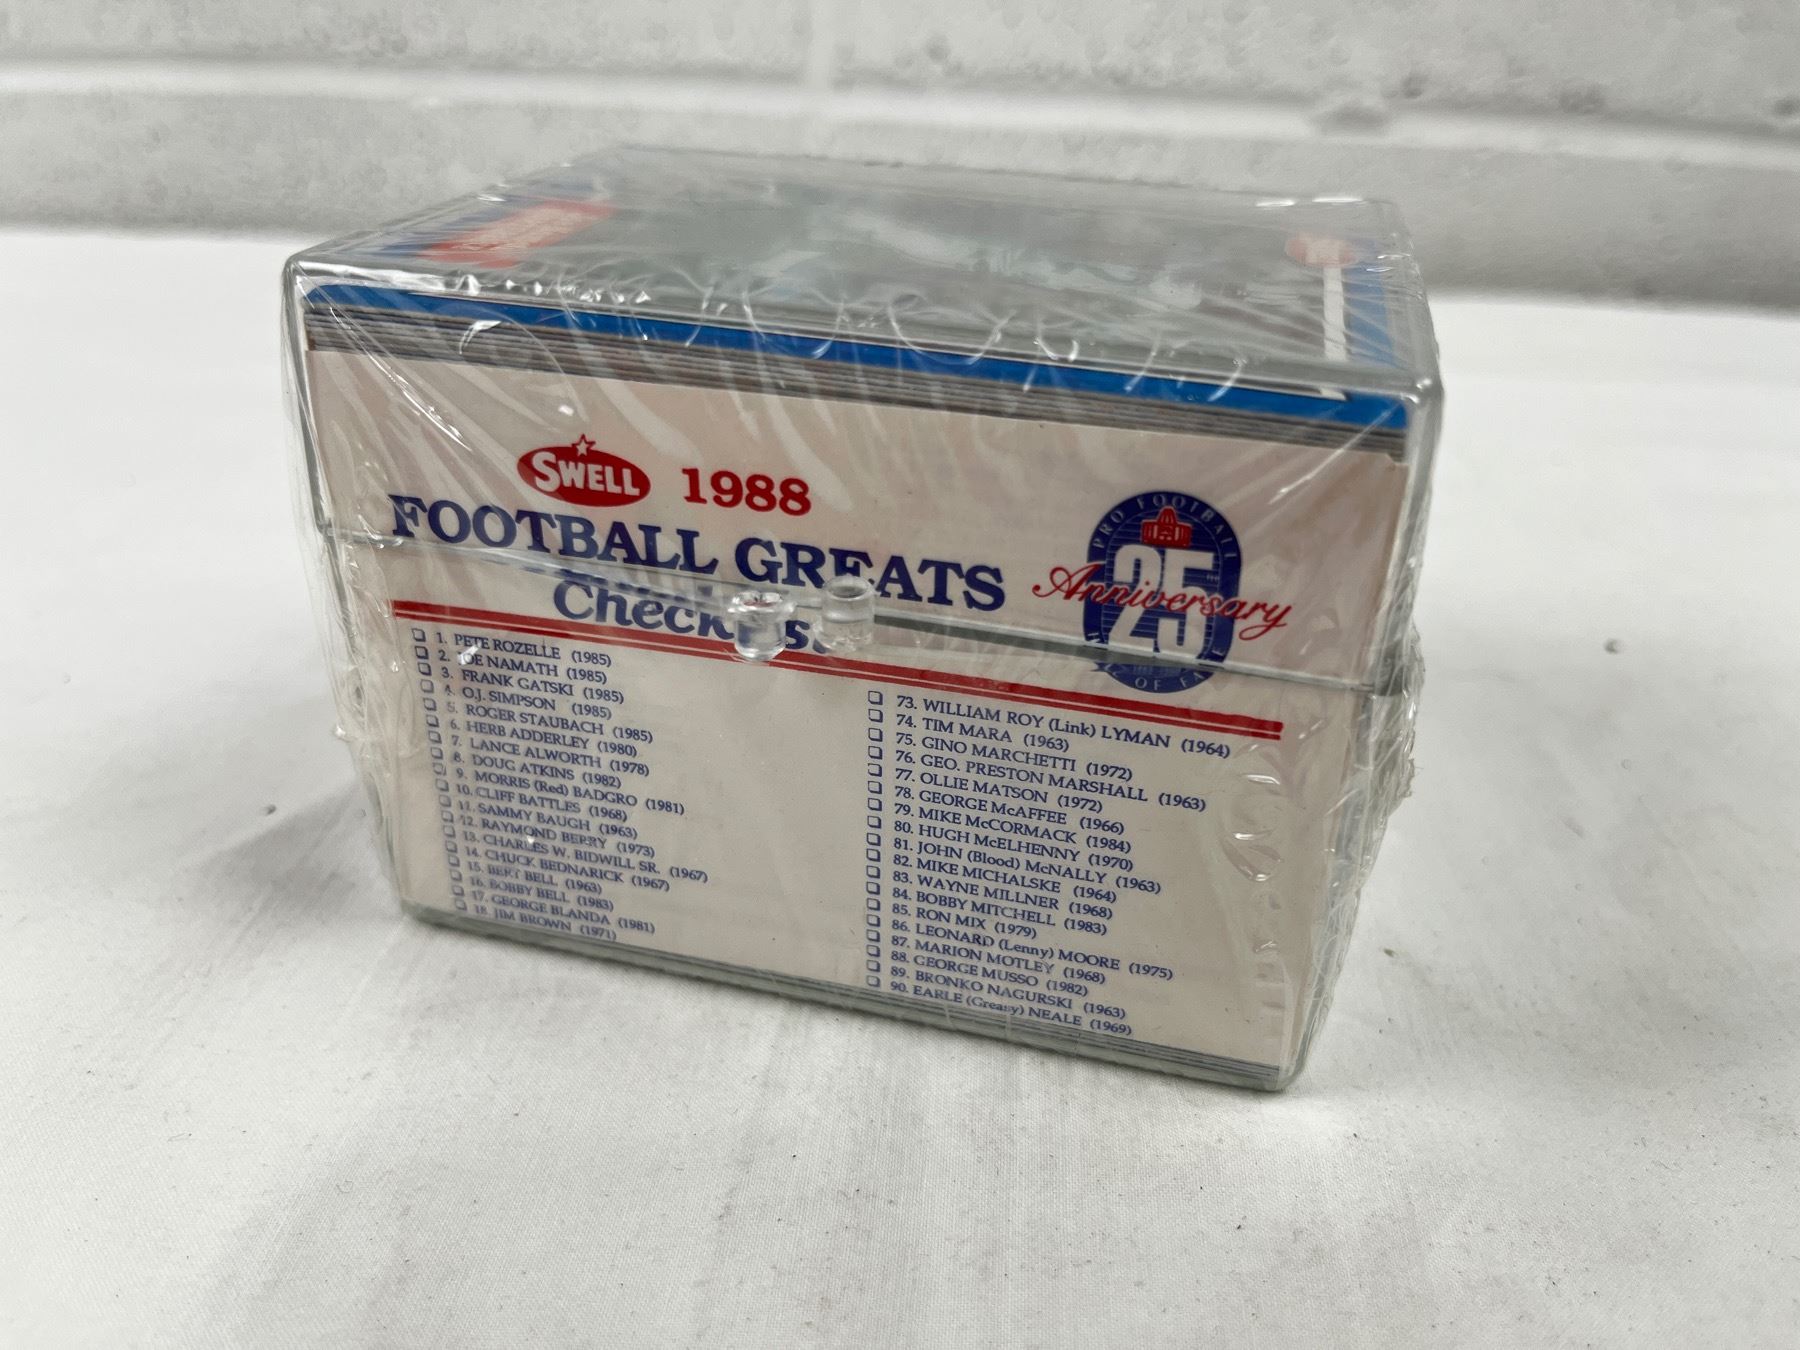 SWELL 1988
FOOTBALL GREATS
PRO FOOTBALL
25TH
Anniversary
1. PETE ROZELLE (1985)
2. JOE NAMATH (1985)
3. FRANK GATSKI (1985)
4. O.J. SIMPSON (1985)
5. ROGER STAUBACH (1985)
6. HERB ADDERLEY (1980)
7. LANCE ALWORTH (1978)
8. DOUG ATKINS (1982)
9. MORRIS (Red) BADGRO (1981)
10. CLIFF BATTLES (1968)
11. SAMMY BAUGH (1963)
12. RAYMOND BERRY (1973)
13. CHARLES W. BIDWILL SR. (1967)
14. CHUCK BEDNARICK (1967)
15. BERT BELL (1963)
16. BOBBY BELL (1983)
17. GEORGE BLANDA (1981)
18. JIM BROWN (1971)
73. WILLIAM ROY (Link) LYMAN (1964)
74. TIM MARA (1963)
75. GINO MARCHETTI (1972)
76. GEO. PRESTON MARSHALL (1963)
77. OLLIE MATSON (1972)
78. GEORGE McAFFEE (1966)
79. MIKE McCORMACK (1984)
80. HUGH McELHENNY (1970)
81. JOHN (Blood) McNALLY (1963)
82. MIKE MICHALSKE (1964)
83. WAYNE MILLNER (1968)
84. BOBBY MITCHELL (1983)
85. RON MIX (1979)
86. LEONARD (Lenny) MOORE (1975)
87. MARION MOTLEY (1968)
88. GEORGE MUSSO (1982)
89. BRONKO NAGURSKI (1963)
90. EARLE (Greasy) NEALE (1969)